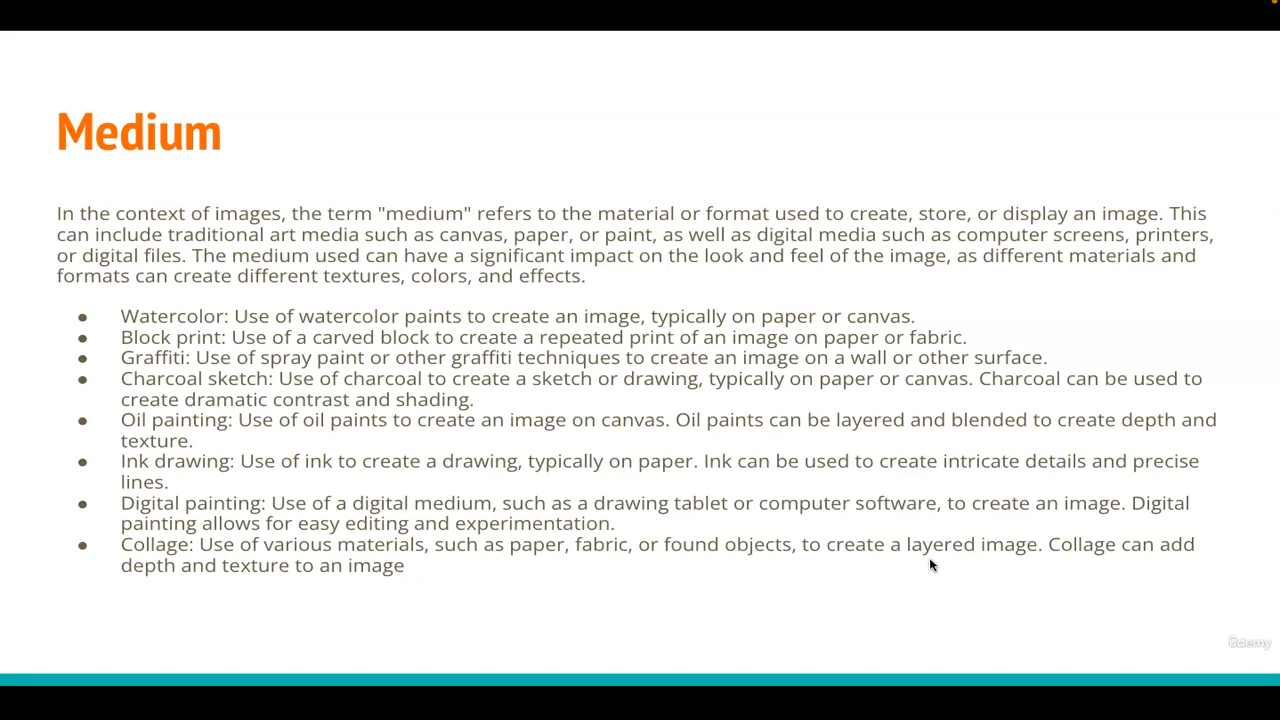 Medium
In the context of images, the term "medium" refers to the material or format used to create, store, or display an image. This
can include traditional art media such as canvas, paper, or paint, as well as digital media such as computer screens, printers,
or digital files. The medium used can have a significant impact on the look and feel of the image, as different materials and
formats can create different textures, colors, and effects.
● Watercolor: Use of watercolor paints to create an image, typically on paper or canvas.
● Block print: Use of a carved block to create a repeated print of an image on paper or fabric.
● Graffiti: Use of spray paint or other graffiti techniques to create an image on a wall or other surface.
● Charcoal sketch: Use of charcoal to create a sketch or drawing, typically on paper or canvas. Charcoal can be used to
create dramatic contrast and shading.
● Oil painting: Use of oil paints to create an image on canvas. Oil paints can be layered and blended to create depth and
texture.
● Ink drawing: Use of ink to create a drawing, typically on paper. Ink can be used to create intricate details and precise
lines.
● Digital painting: Use of a digital medium, such as a drawing tablet or computer software, to create an image. Digital
painting allows for easy editing and experimentation.
● Collage: Use of various materials, such as paper, fabric, or found objects, to create a layered image. Collage can add
depth and texture to an image
ûdemy